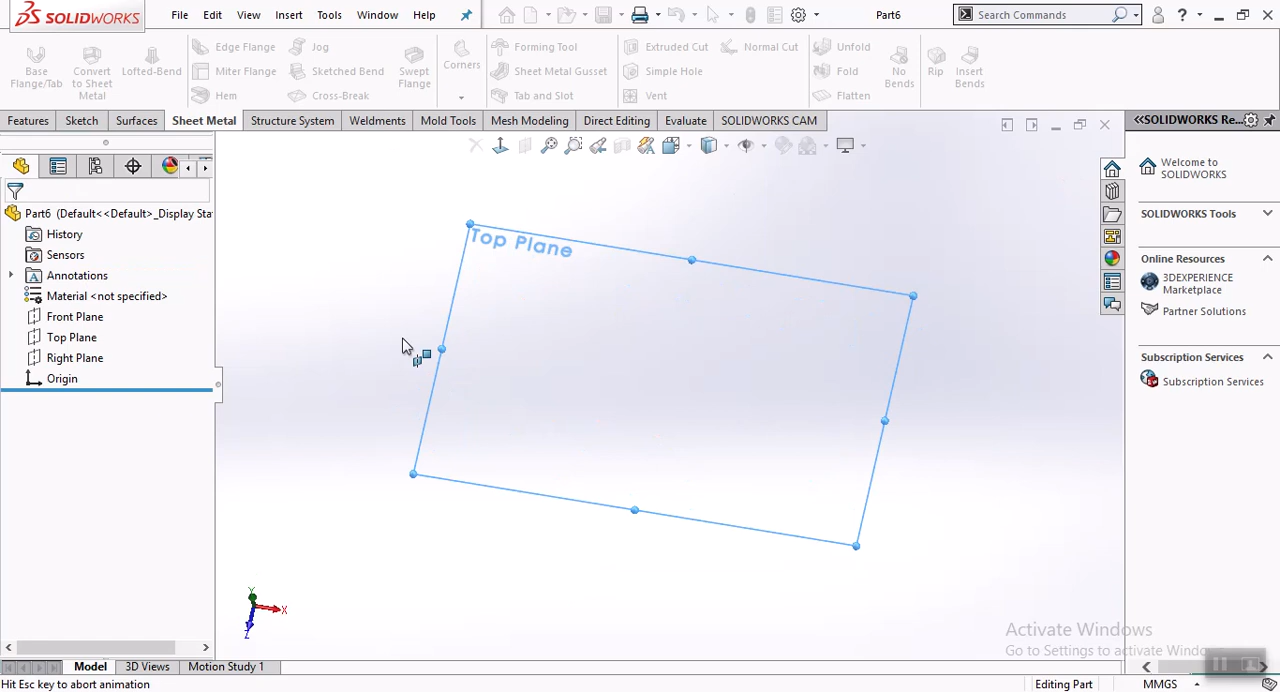 SOLIDWORKS
File Edit View Insert Tools Window Help
Part6
Search Commands
Base Flange/Tab
Convert to Sheet Metal
Lofted-Bend
Edge Flange
Miter Flange
Hem
Jog
Sketched Bend
Cross-Break
Swept Flange
Corners
Forming Tool
Sheet Metal Gusset
Tab and Slot
Extruded Cut
Simple Hole
Vent
Normal Cut
Unfold
Fold
Flatten
No Bends
Rip
Insert Bends
Features Sketch Surfaces Sheet Metal Structure System Weldments Mold Tools Mesh Modeling Direct Editing Evaluate SOLIDWORKS CAM
Part6 (Default<<Default>_Display Sta
History
Sensors
Annotations
Material <not specified>
Front Plane
Top Plane
Right Plane
Origin
Top Plane
Y
X
Z
<<SOLIDWORKS Re...
Welcome to
SOLIDWORKS
SOLIDWORKS Tools
Online Resources
3DEXPERIENCE
Marketplace
Partner Solutions
Subscription Services
Subscription Services
Activate Windows
Go to Settings to activate
Model 3D Views Motion Study 1
Hit Esc key to abort animation
Editing Part
MMGS